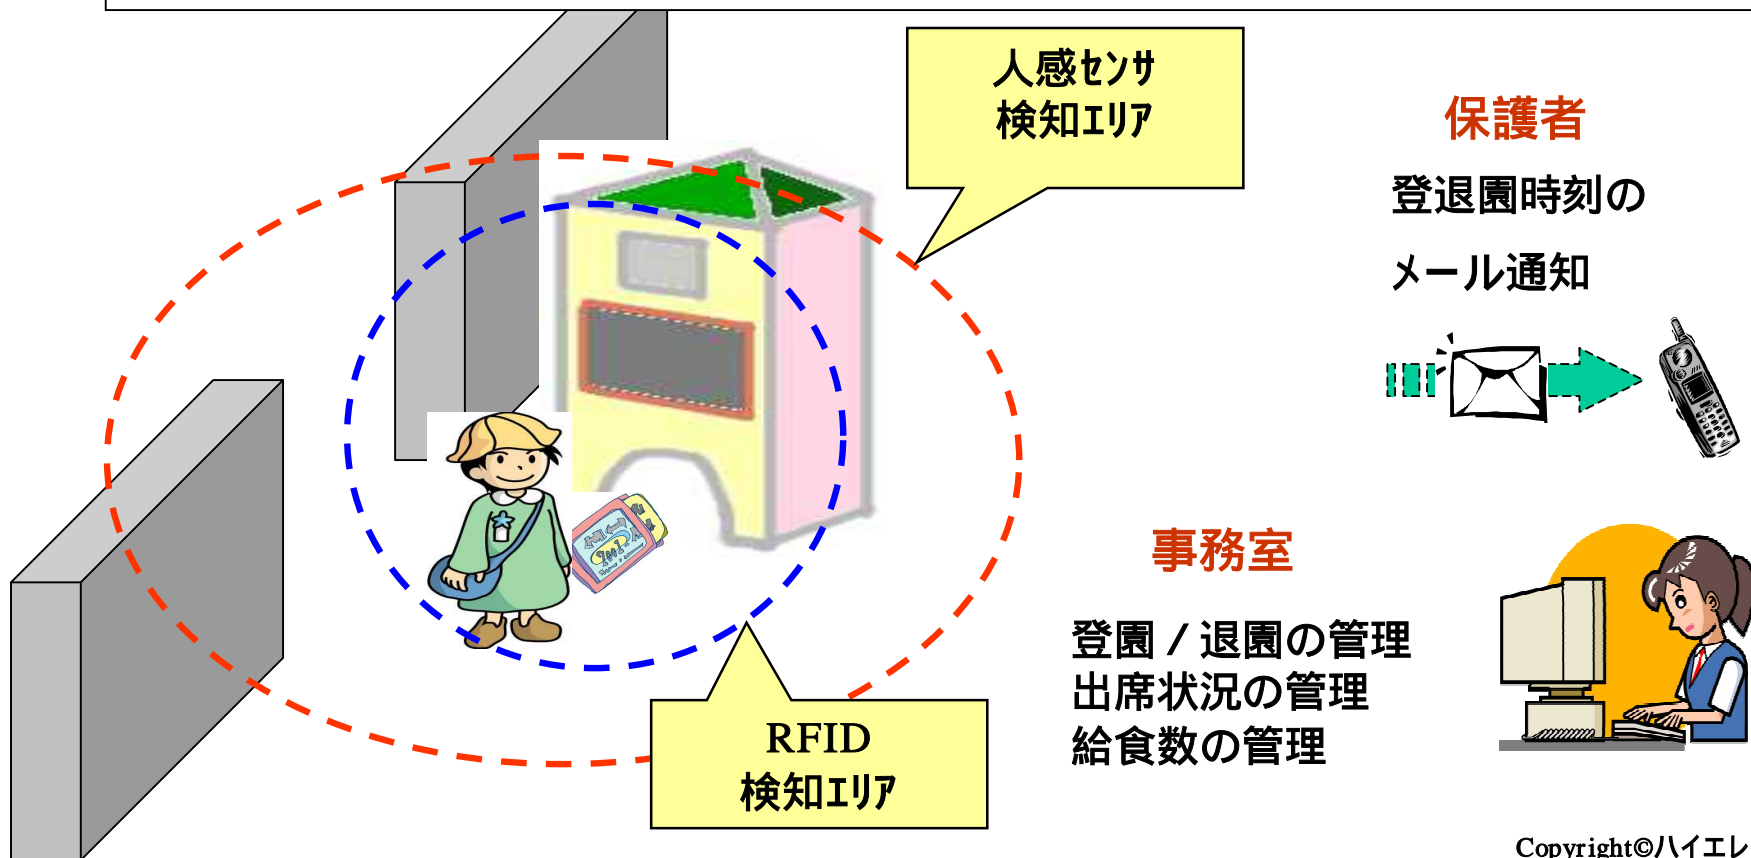 人感ｾﾝｻ
検知ｴﾘｱ
保護者
登退園時刻の
メール通知
事務室
登園 / 退園の管理
出席状況の管理
給食数の管理
RFID
検知ｴﾘｱ
Copyright©ハイエレ